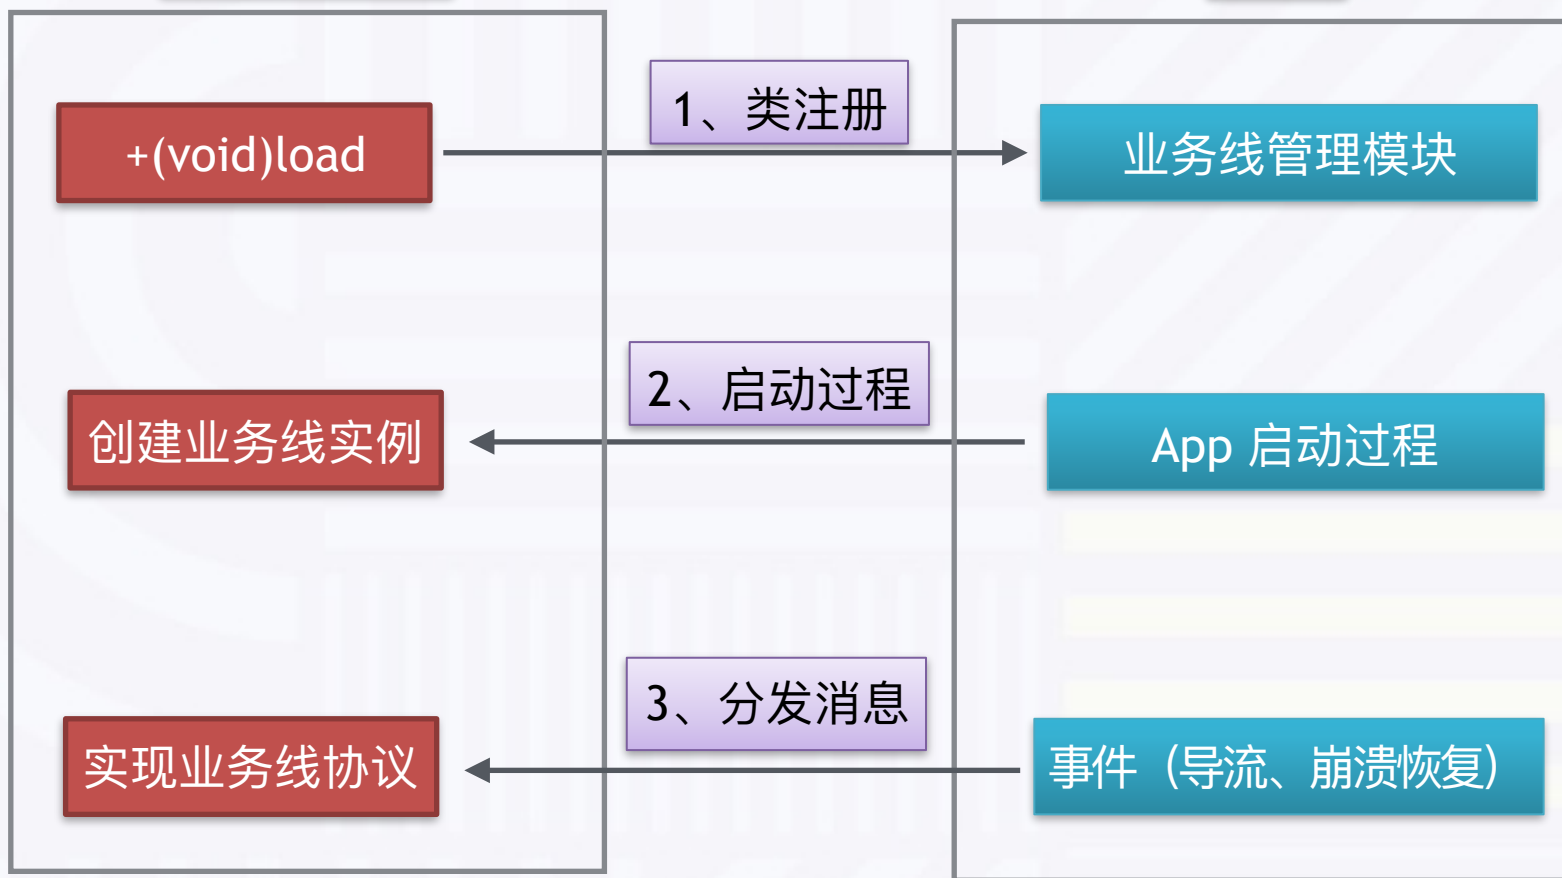 1、类注册
+(void)load
业务线管理模块
2、启动过程
创建业务线实例
App 启动过程
3、分发消息
实现业务线协议
事件（导流、崩溃恢复）